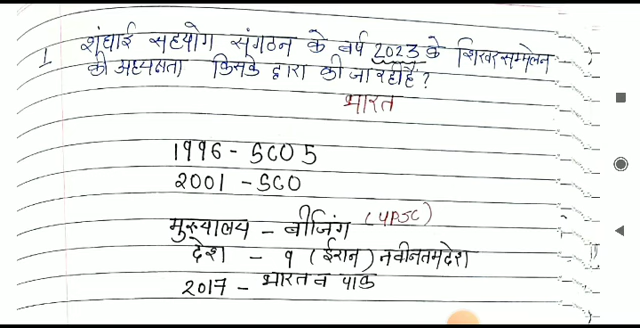 1 शंघाई सहयोग संगठन के वर्ष 2023 के शिखर सम्मेलन
की अध्यक्षता किसके द्वारा की जा रही है?
भारत
1996 - SCO 5
2001 - SCO
मुख्यालय - बीजिंग (UPSC)
देश - 9 (ईरान) नवीनतम देश
2017 - भारत व पाक